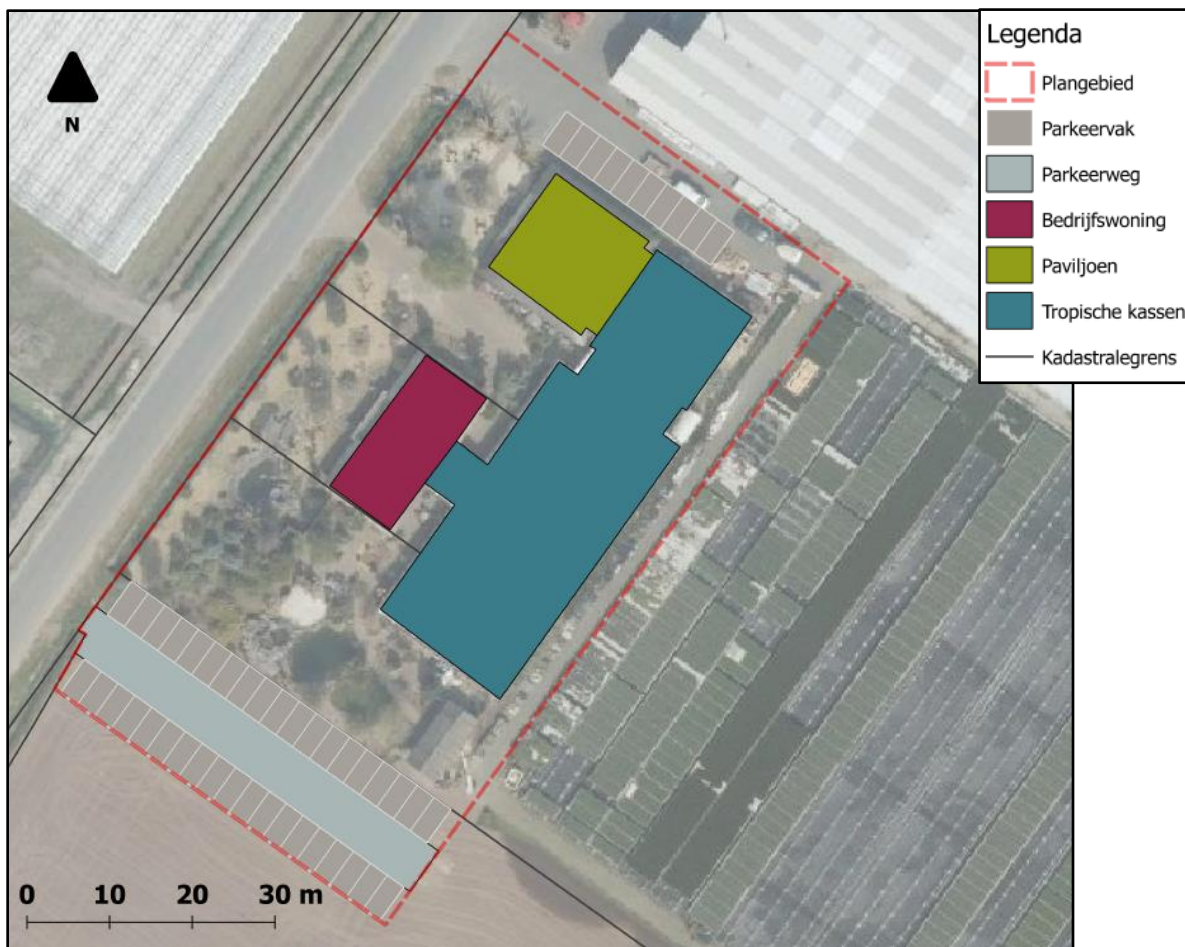 N
Legenda
Plangebied
Parkeervak
Parkeerweg
Bedrijfswoning
Paviljoen
Tropische kassen
Kadastralegrens
0 10 20 30 m